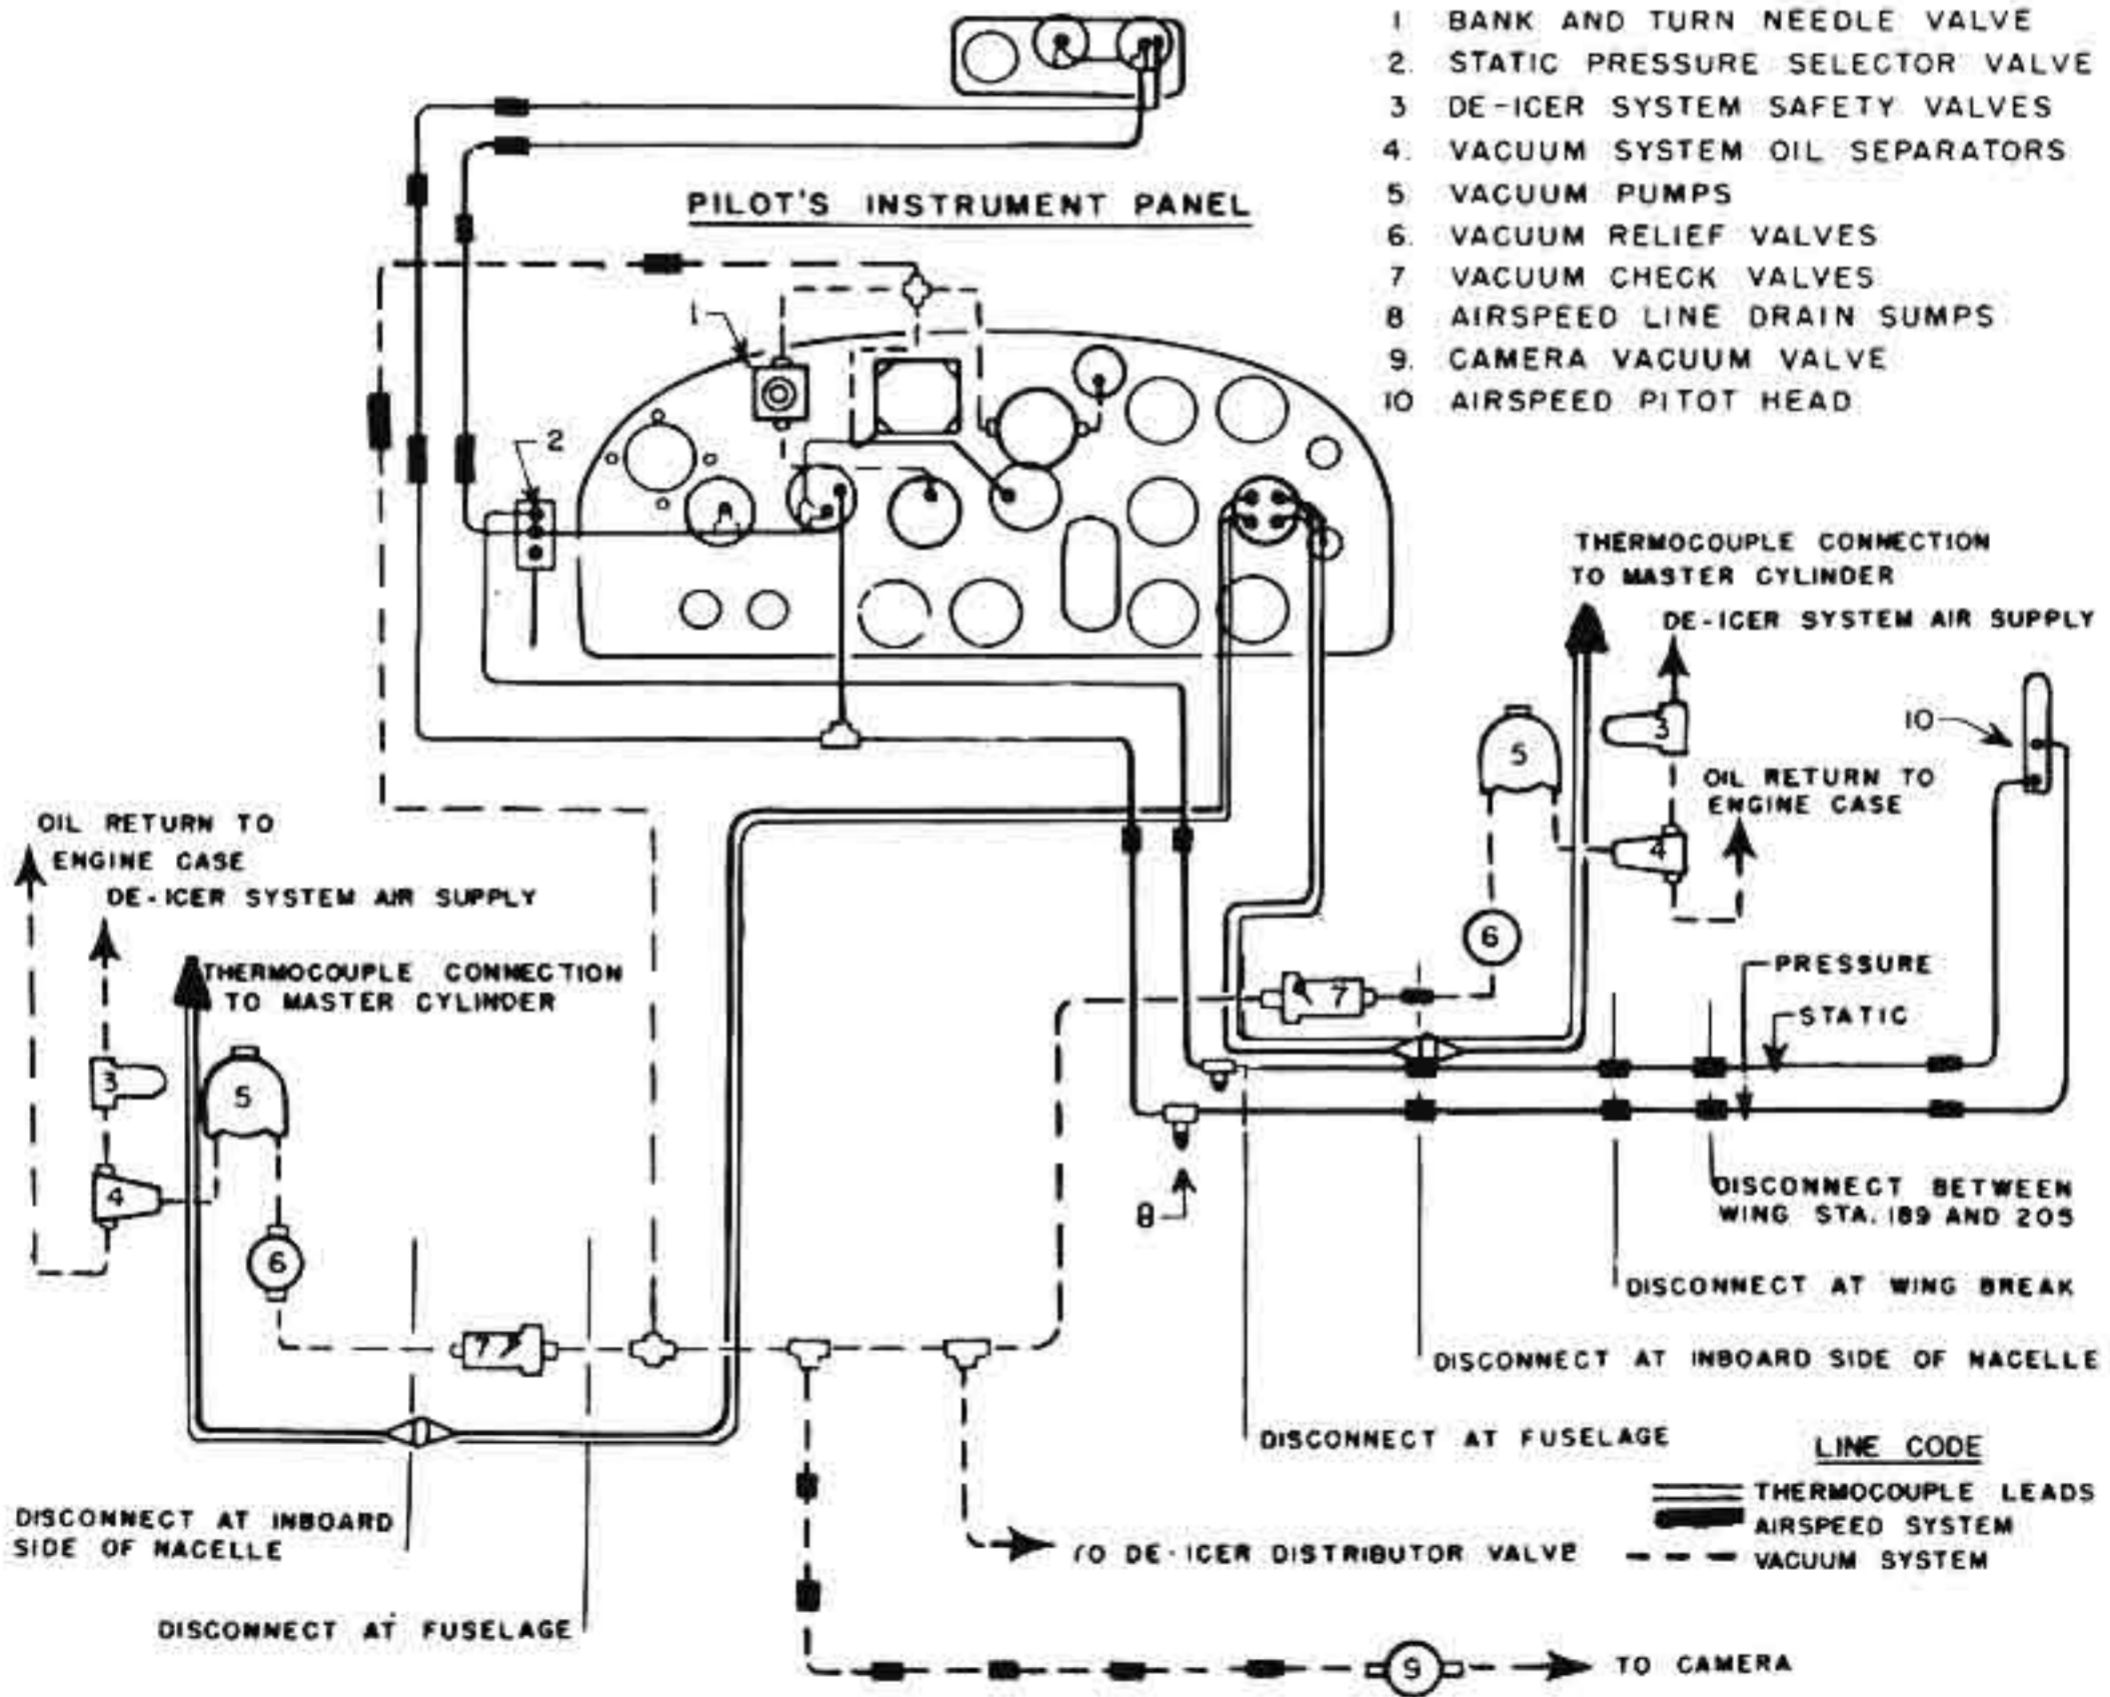 1 BANK AND TURN NEEDLE VALVE
2. STATIC PRESSURE SELECTOR VALVE
3 DE-ICER SYSTEM SAFETY VALVES
4. VACUUM SYSTEM OIL SEPARATORS
5 VACUUM PUMPS
6. VACUUM RELIEF VALVES
7 VACUUM CHECK VALVES
8 AIRSPEED LINE DRAIN SUMPS
9. CAMERA VACUUM VALVE
10 AIRSPEED PITOT HEAD
PILOT'S INSTRUMENT PANEL
1
2
THERMOCOUPLE CONNECTION
TO MASTER CYLINDER
DE-ICER SYSTEM AIR SUPPLY
3
5
10
OIL RETURN TO
ENGINE CASE
4
6
7
PRESSURE
STATIC
OIL RETURN TO
ENGINE CASE
DE-ICER SYSTEM AIR SUPPLY
THERMOCOUPLE CONNECTION
TO MASTER CYLINDER
3
5
4
6
7
8
DISCONNECT BETWEEN
WING STA. 189 AND 205
DISCONNECT AT WING BREAK
DISCONNECT AT INBOARD SIDE OF NACELLE
DISCONNECT AT FUSELAGE
DISCONNECT AT INBOARD
SIDE OF NACELLE
DISCONNECT AT FUSELAGE
TO DE-ICER DISTRIBUTOR VALVE
9
TO CAMERA
LINE CODE
THERMOCOUPLE LEADS
AIRSPEED SYSTEM
VACUUM SYSTEM